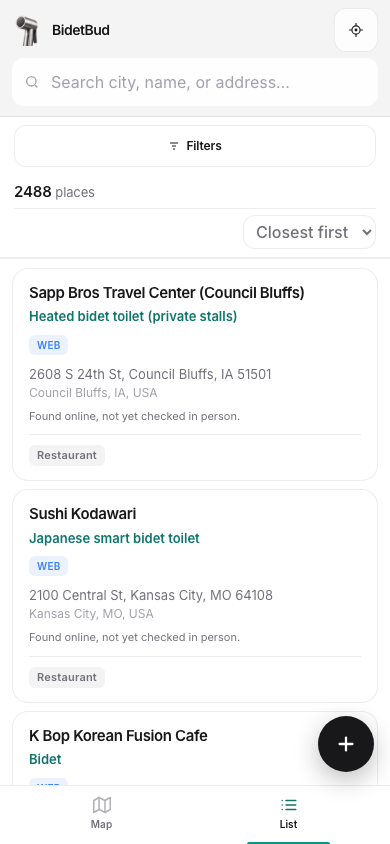 BidetBud
Search city, name, or address...
Filters
2488 places
Closest first
Sapp Bros Travel Center (Council Bluffs)
Heated bidet toilet (private stalls)
WEB
2608 S 24th St, Council Bluffs, IA 51501
Council Bluffs, IA, USA
Found online, not yet checked in person.
Restaurant
Sushi Kodawari
Japanese smart bidet toilet
WEB
2100 Central St, Kansas City, MO 64108
Kansas City, MO, USA
Found online, not yet checked in person.
Restaurant
K Bop Korean Fusion Cafe
Bidet
WEB
Map
List